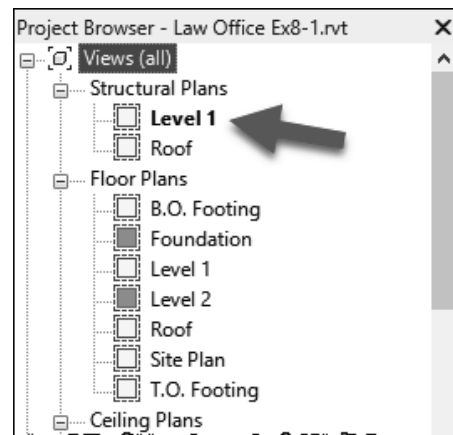 Project Browser - Law Office Ex8-1.rvt
Views (all)
Structural Plans
Level 1
Roof
Floor Plans
B.O. Footing
Foundation
Level 1
Level 2
Roof
Site Plan
T.O. Footing
Ceiling Plans